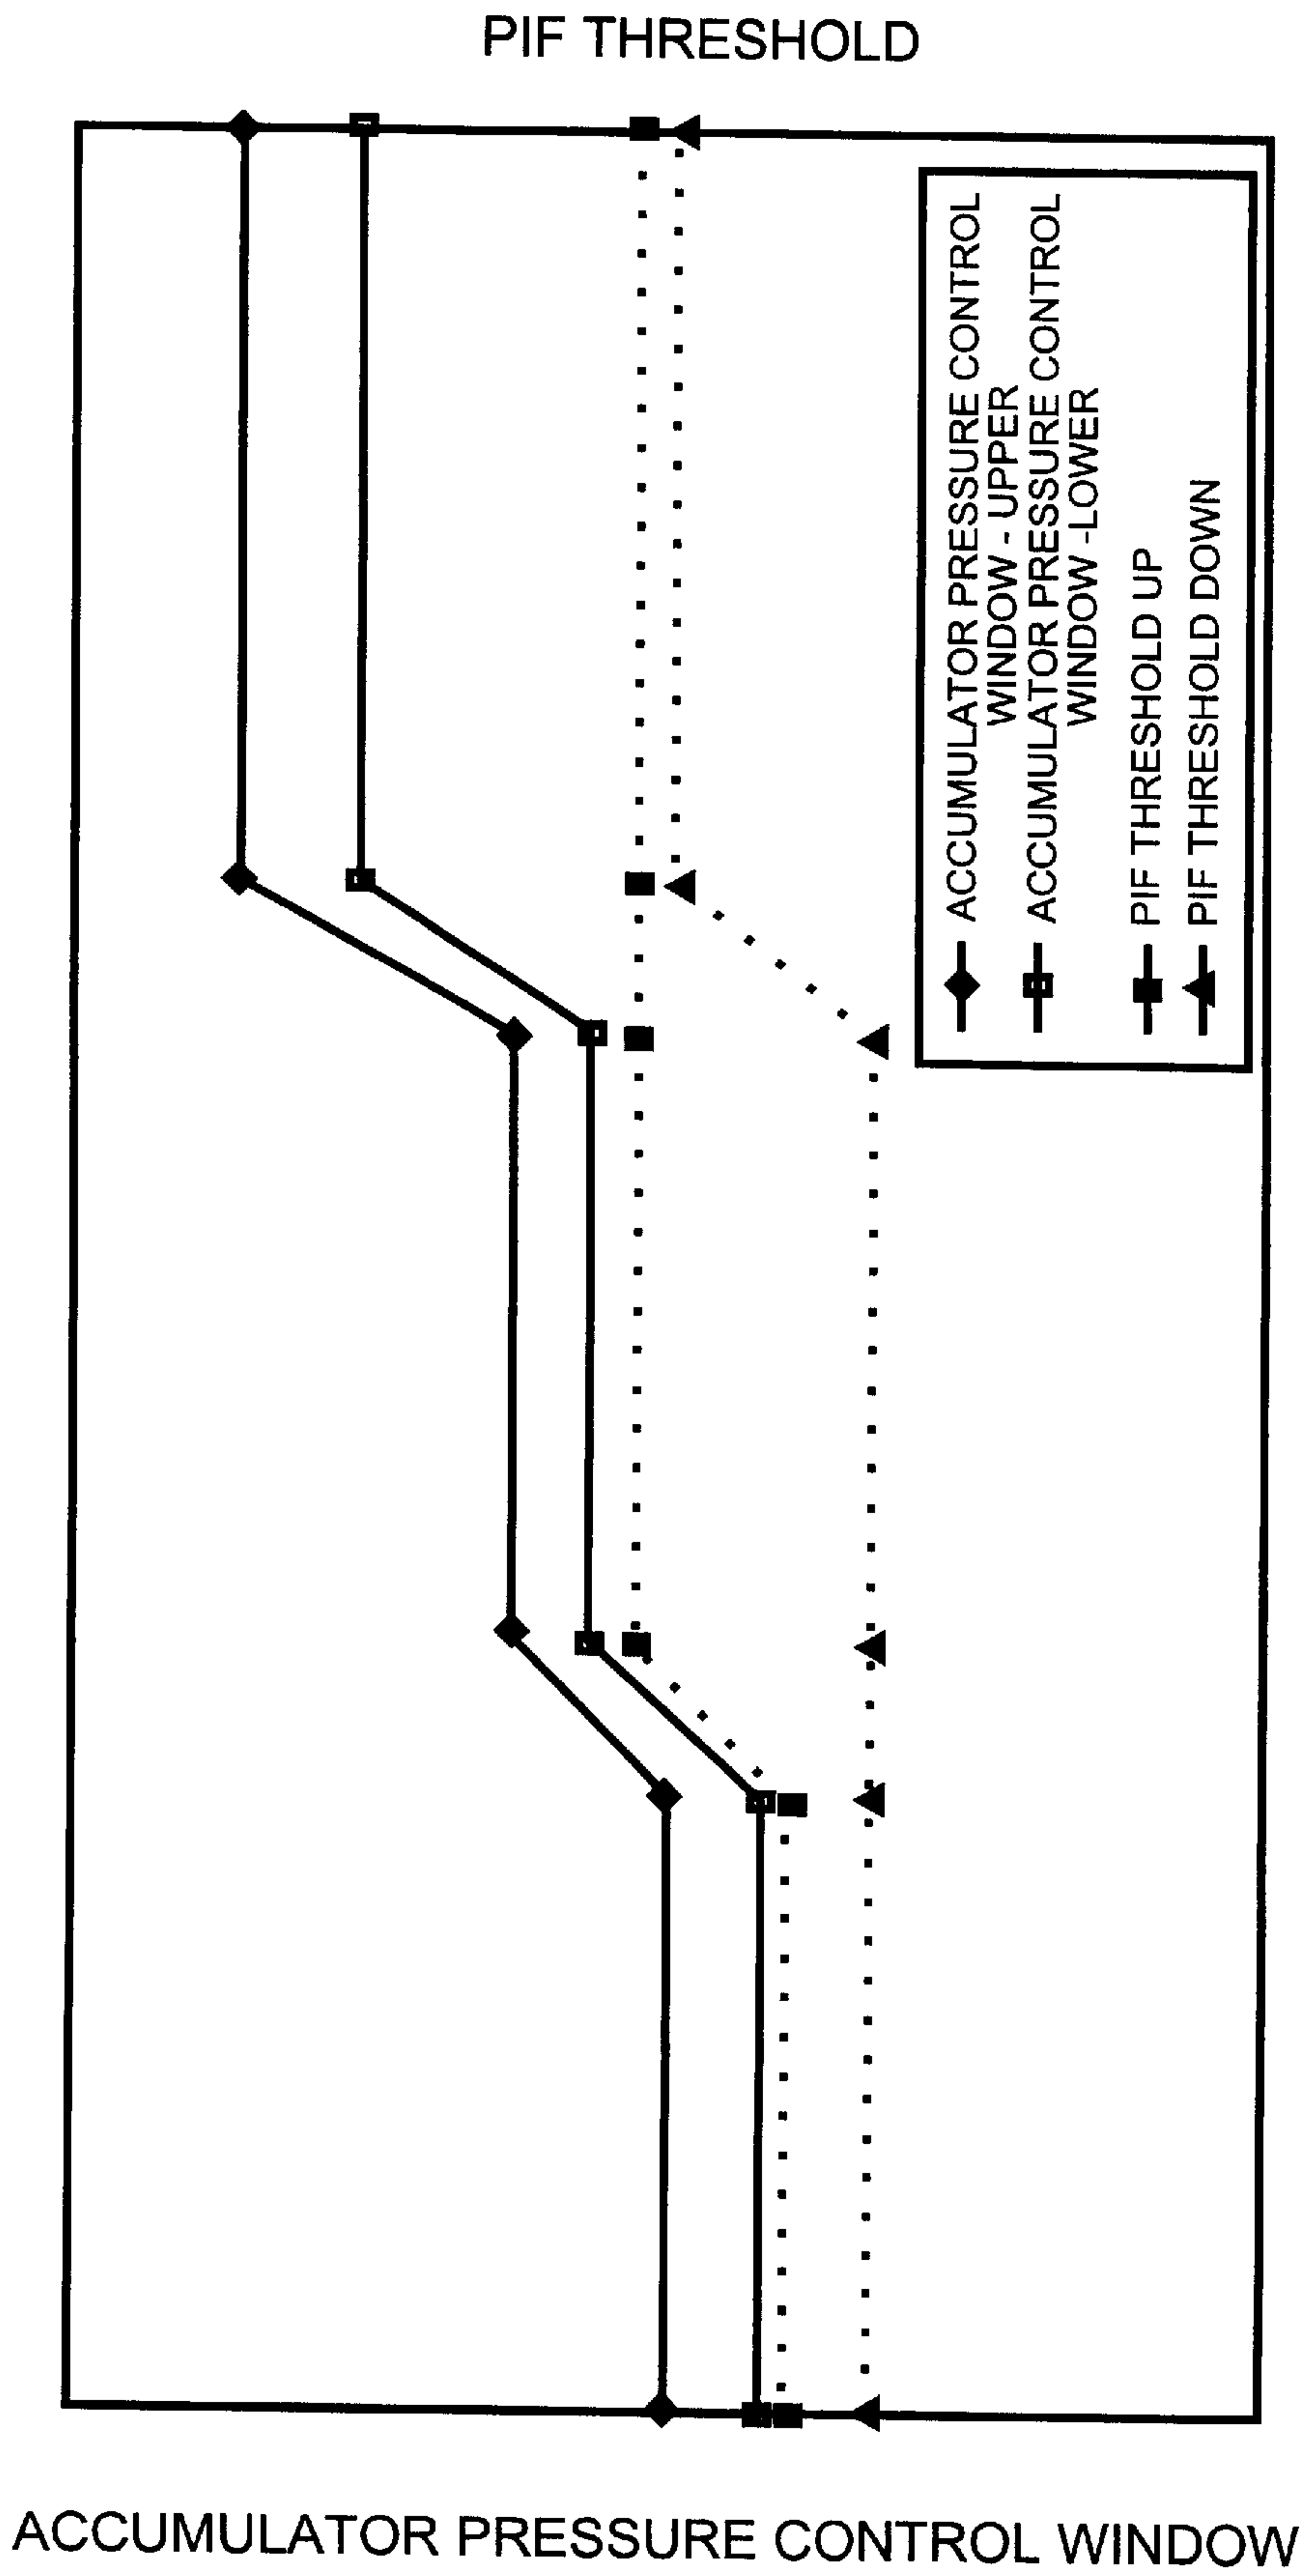 PIF THRESHOLD
ACCUMULATOR PRESSURE CONTROL
WINDOW - UPPER
ACCUMULATOR PRESSURE CONTROL
WINDOW -LOWER
PIF THRESHOLD UP
PIF THRESHOLD DOWN
ACCUMULATOR PRESSURE CONTROL WINDOW